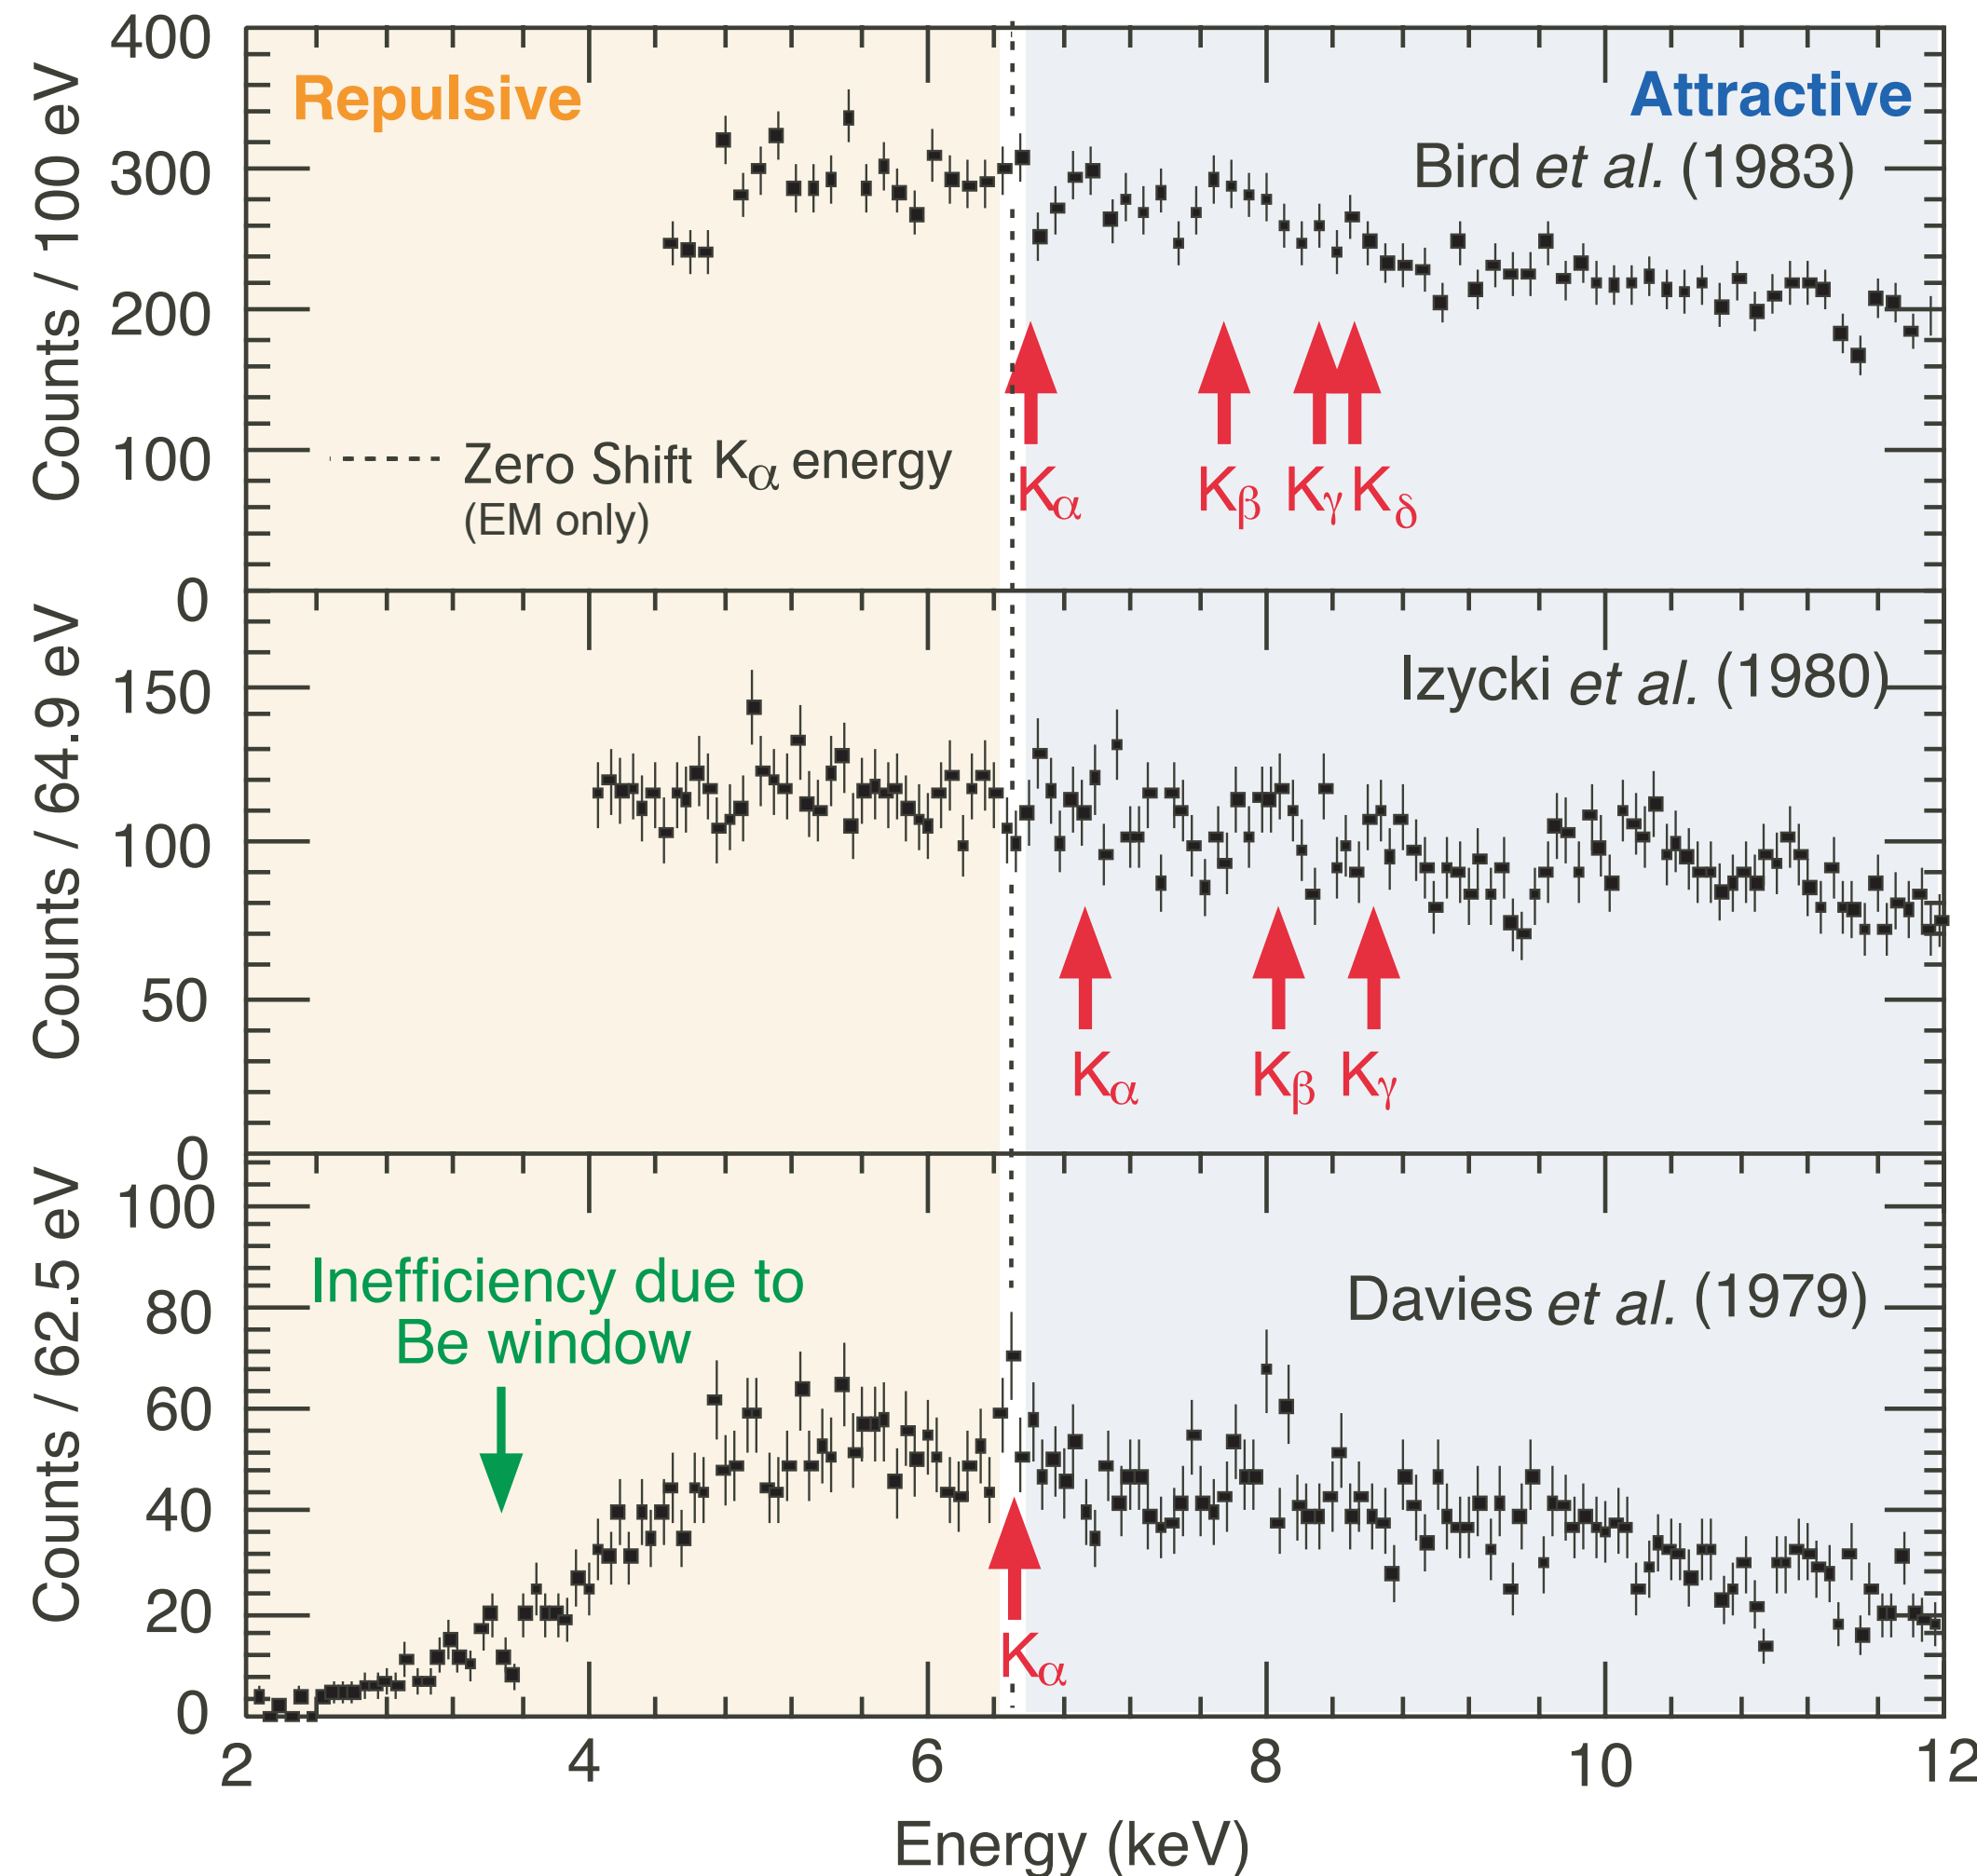 400
300
200
100
0
Counts / 100 eV
Repulsive
Attractive
Bird et al. (1983)
Zero Shift Kα energy
(EM only)
Kα
Kβ
Kγ
Kδ
150
100
50
0
Counts / 64.9 eV
Izycki et al. (1980)
Kα
Kβ
Kγ
100
80
60
40
20
0
Counts / 62.5 eV
Inefficiency due to
Be window
Davies et al. (1979)
Kα
2 4 6 8 10 12
Energy (keV)